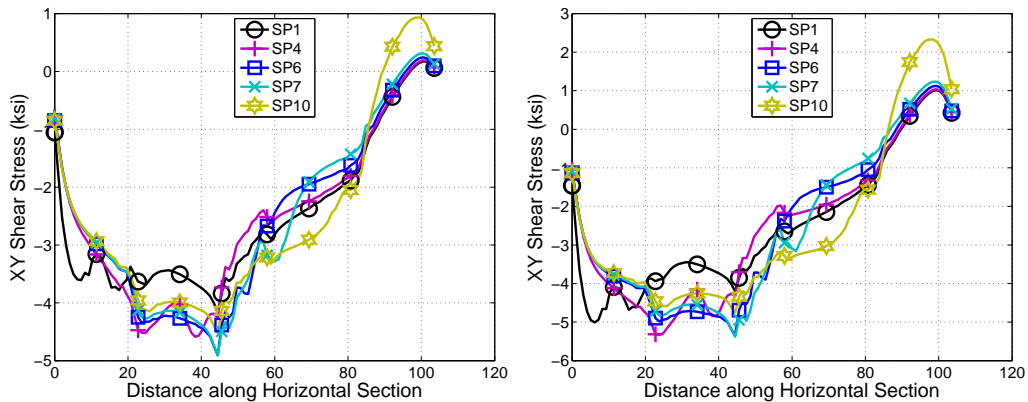 1
0
−1
−2
−3
−4
−5
0 20 40 60 80 100 120
XY Shear Stress (ksi)
Distance along Horizontal Section
SP1
SP4
SP6
SP7
SP10
3
2
1
0
−1
−2
−3
−4
−5
−6
0 20 40 60 80 100 120
XY Shear Stress (ksi)
Distance along Horizontal Section
SP1
SP4
SP6
SP7
SP10